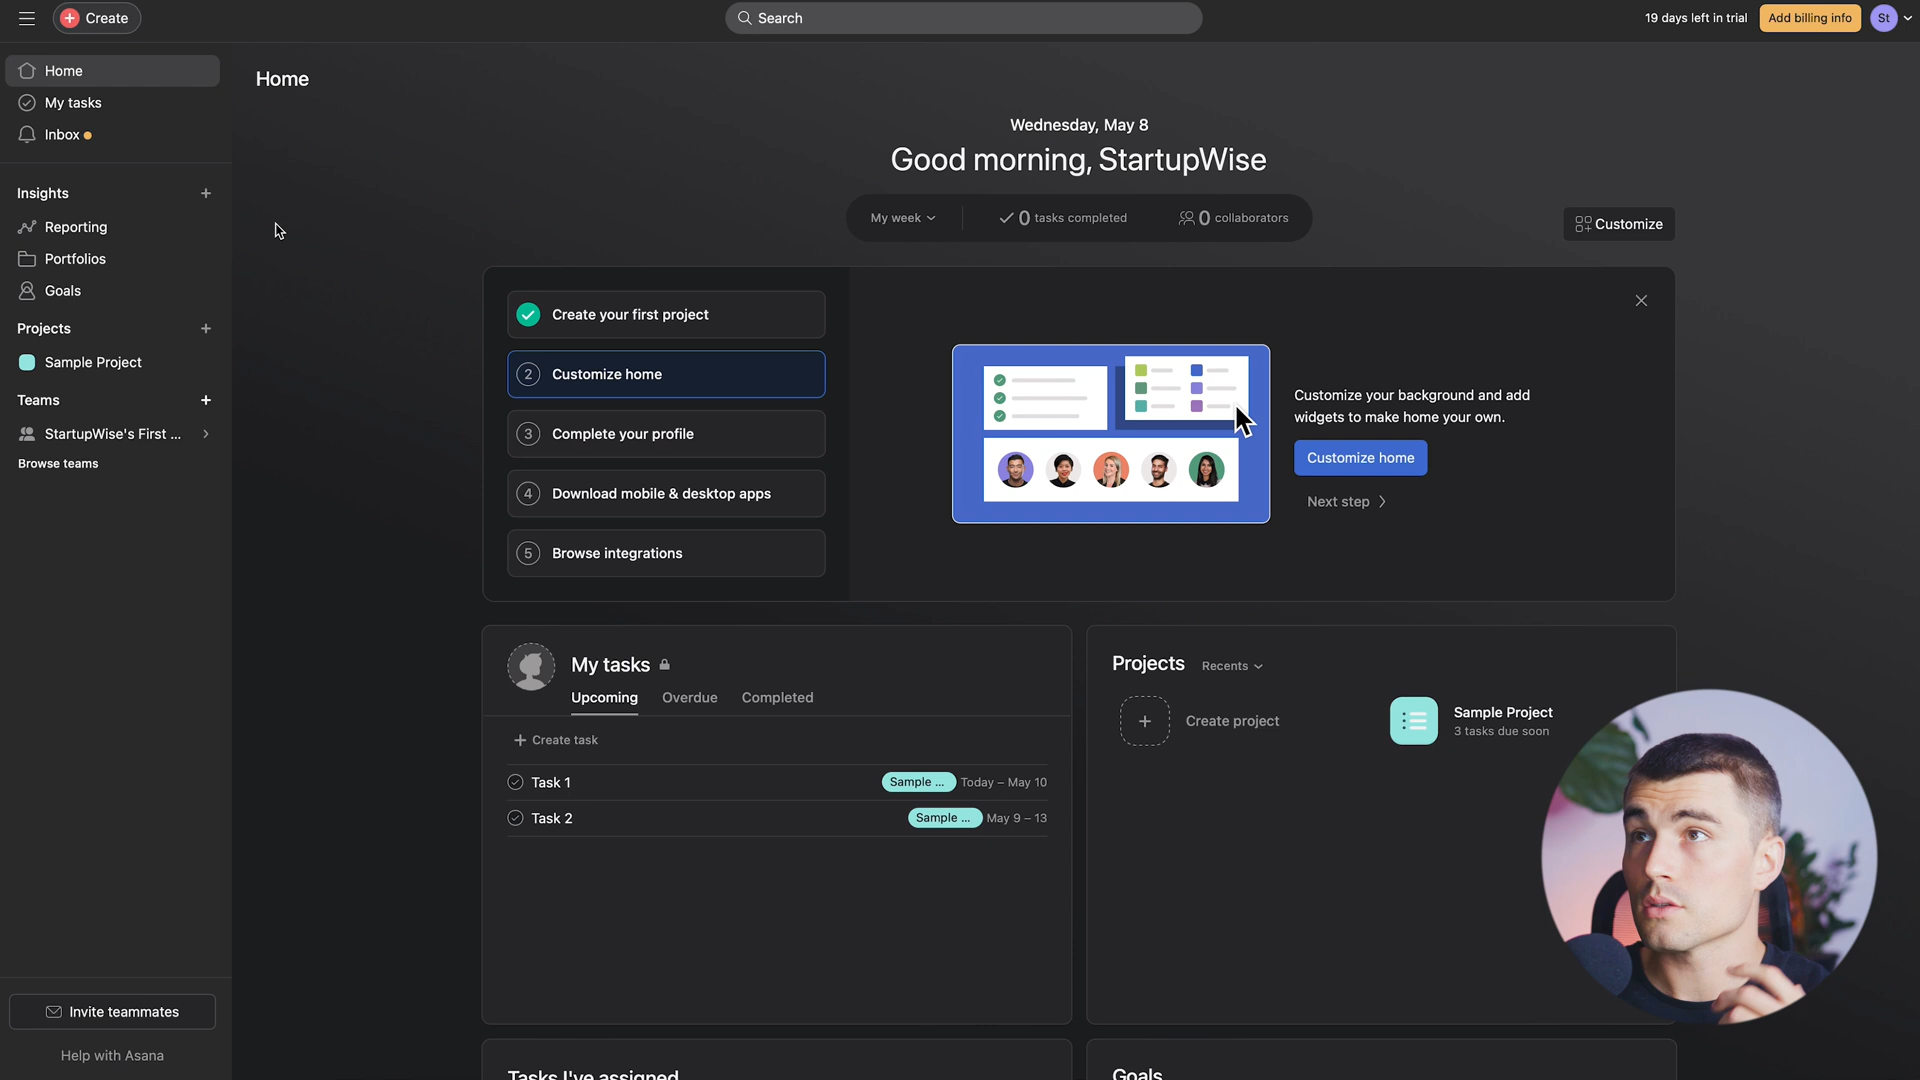 Create
Search
19 days left in trial
Add billing info
St
Home
My tasks
Inbox
Insights
Reporting
Portfolios
Goals
Projects
Sample Project
Teams
StartupWise's First ...
Browse teams
Invite teammates
Help with Asana
Home
Wednesday, May 8
Good morning, StartupWise
My week
0 tasks completed
0 collaborators
Customize
Create your first project
2 Customize home
3 Complete your profile
4 Download mobile & desktop apps
5 Browse integrations
Customize your background and add
widgets to make home your own.
Customize home
Next step
My tasks
Upcoming Overdue Completed
Create task
Task 1 Sample ... Today – May 10
Task 2 Sample ... May 9 – 13
Projects Recents
Create project
Sample Project
3 tasks due soon
Tasks I've assigned
Goals